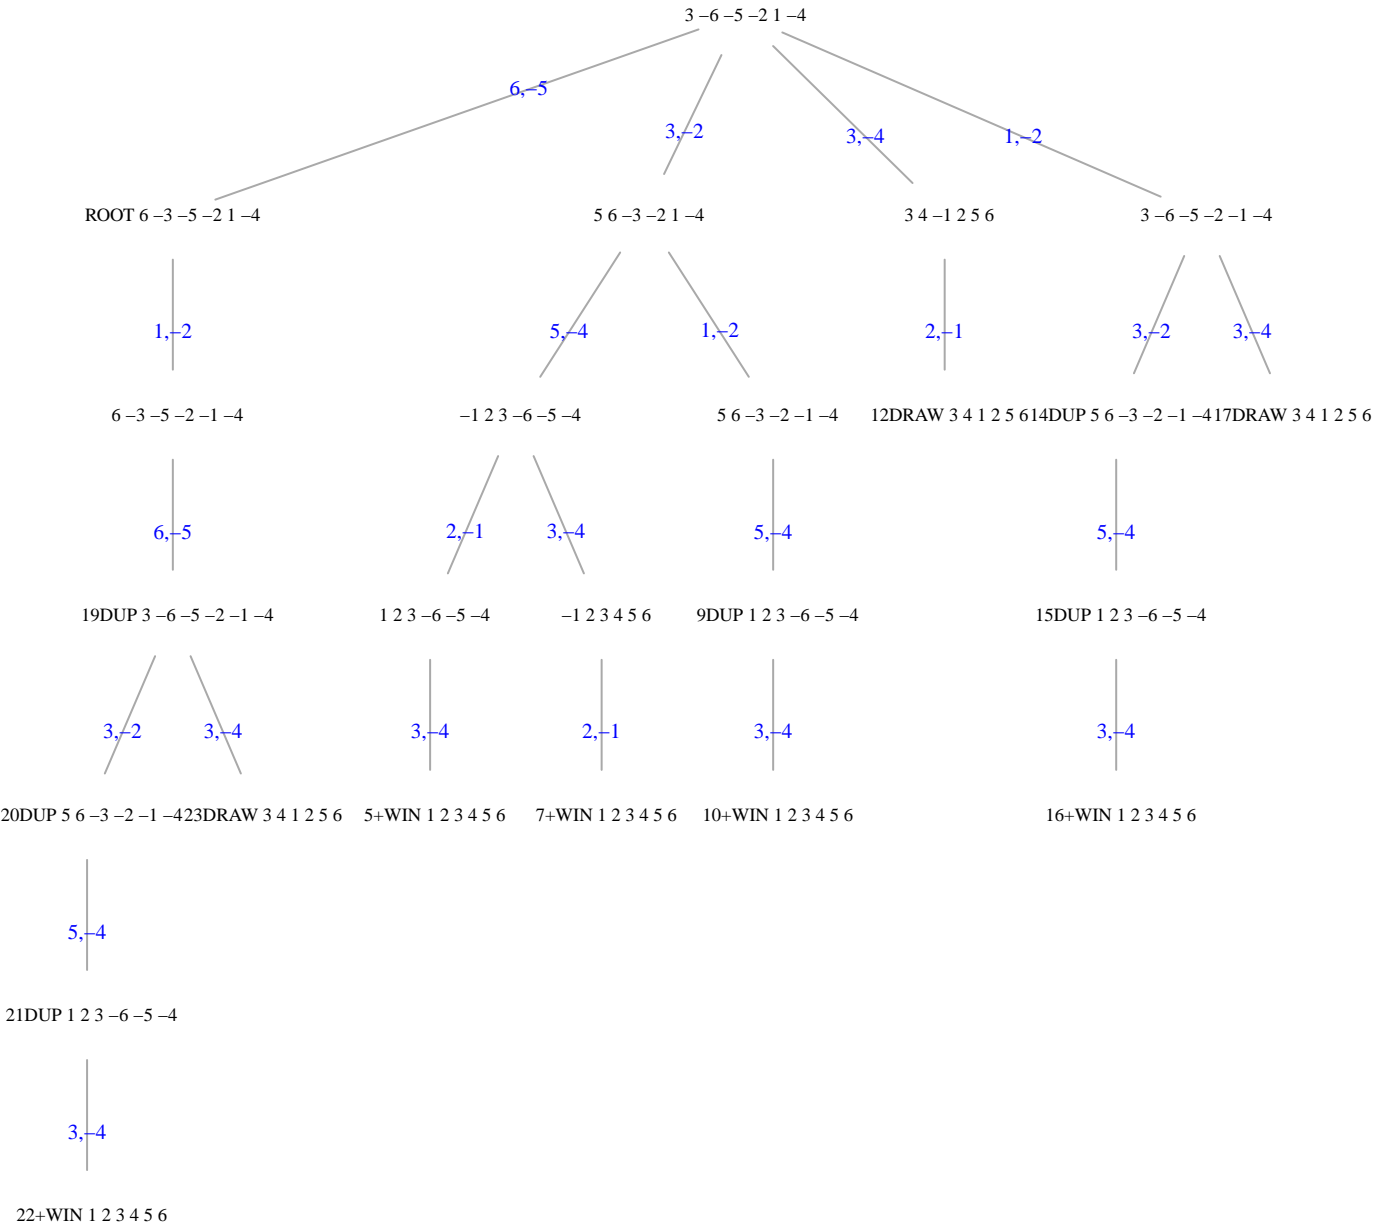 3 –6 –5 –2 1 –4
6,–5
3,–2
3,–4
1,–2
ROOT 6 –3 –5 –2 1 –4
5 6 –3 –2 1 –4
3 4 –1 2 5 6
3 –6 –5 –2 –1 –4
1,–2
5,–4
1,–2
2,–1
3,–2
3,–4
6 –3 –5 –2 –1 –4
–1 2 3 –6 –5 –4
5 6 –3 –2 –1 –4
12DRAW 3 4 1 2 5 6
14DUP 5 6 –3 –2 –1 –4
17DRAW 3 4 1 2 5 6
6,–5
2,–1
3,–4
5,–4
5,–4
19DUP 3 –6 –5 –2 –1 –4
1 2 3 –6 –5 –4
–1 2 3 4 5 6
9DUP 1 2 3 –6 –5 –4
15DUP 1 2 3 –6 –5 –4
3,–2
3,–4
3,–4
2,–1
3,–4
3,–4
20DUP 5 6 –3 –2 –1 –4
23DRAW 3 4 1 2 5 6
5+WIN 1 2 3 4 5 6
7+WIN 1 2 3 4 5 6
10+WIN 1 2 3 4 5 6
16+WIN 1 2 3 4 5 6
5,–4
21DUP 1 2 3 –6 –5 –4
3,–4
22+WIN 1 2 3 4 5 6